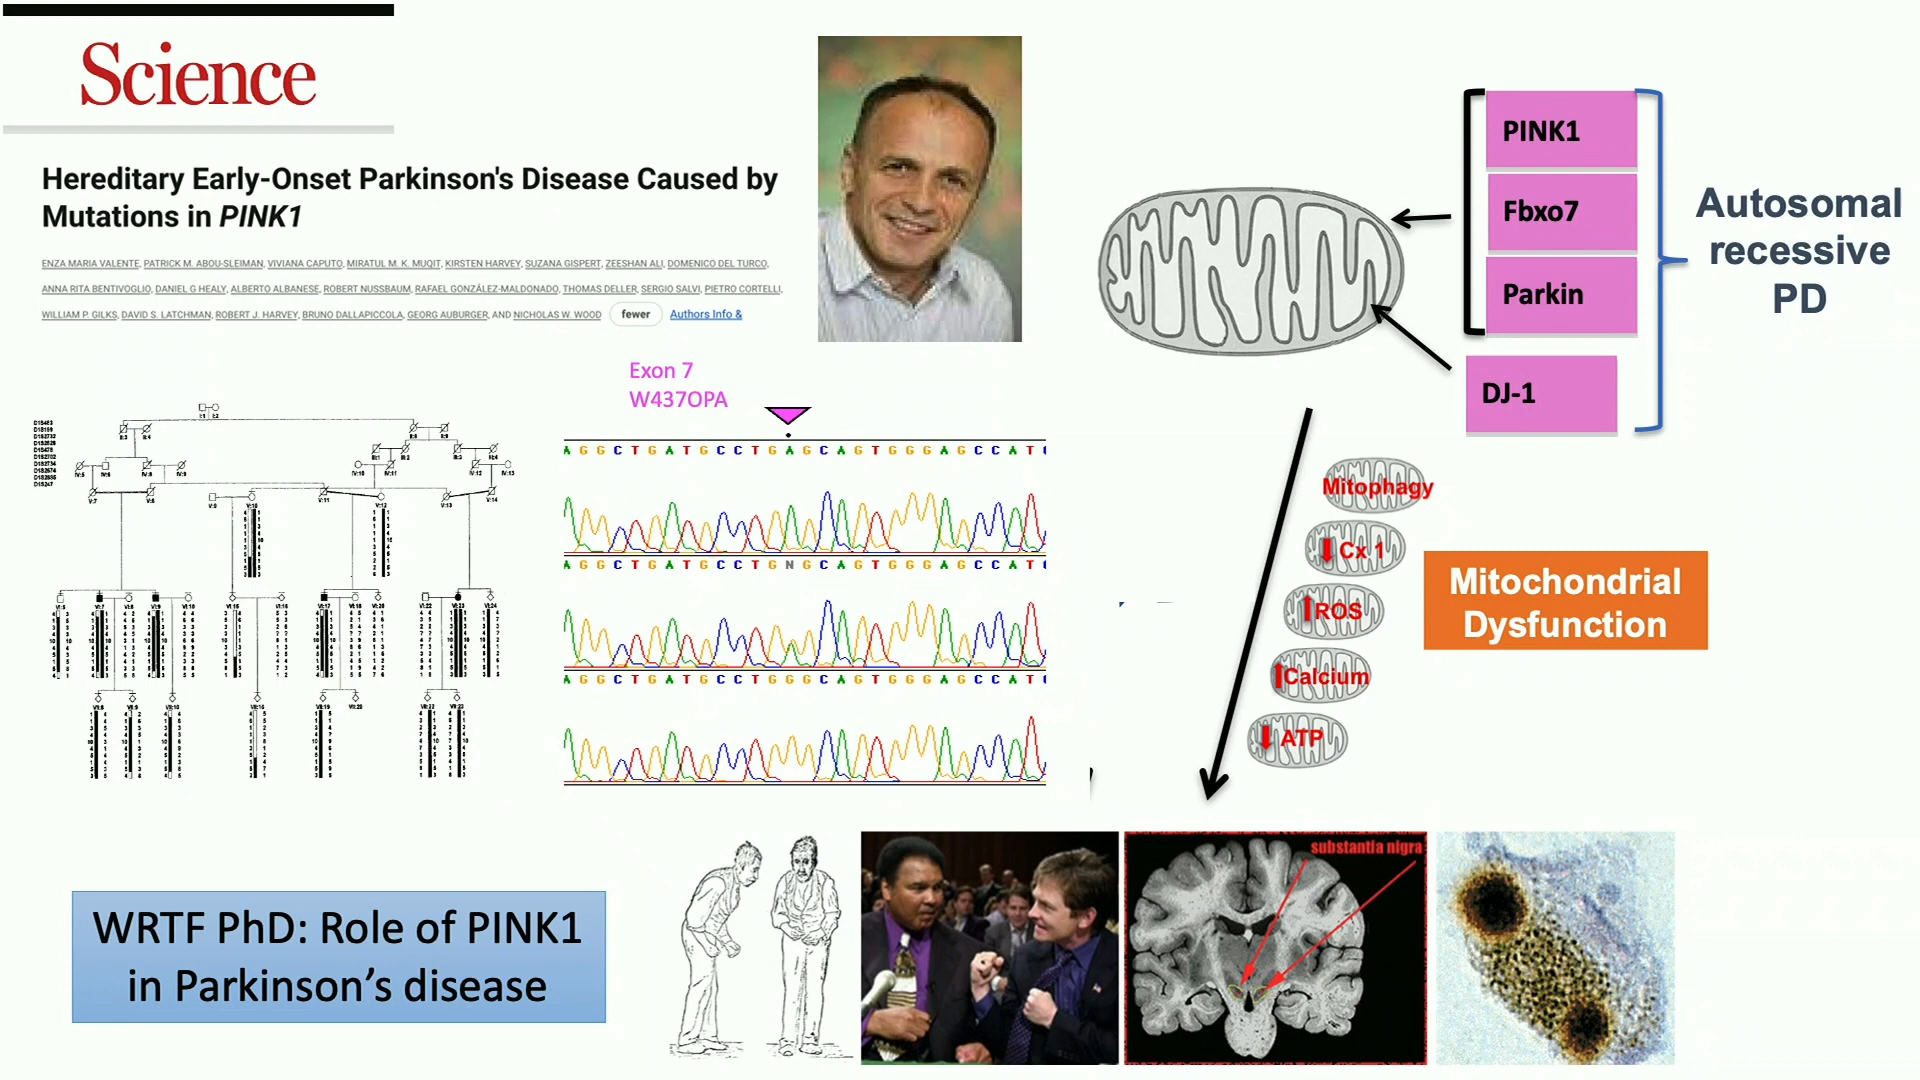 Science
Hereditary Early-Onset Parkinson's Disease Caused by
Mutations in PINK1
ENZA MARIA VALENTE, PATRICK M. ABOU-SLEIMAN, VIVIANA CAPUTO, MIRATUL M. K. MUQIT, KIRSTEN HARVEY, SUZANA GISPERT, ZEESHAN ALI, DOMENICO DEL TURCO,
ANNA RITA BENTIVOGLIO, DANIEL G HEALY, ALBERTO ALBANESE, ROBERT NUSSBAUM, RAFAEL GONZÁLEZ-MALDONADO, THOMAS DELLER, SERGIO SALVI, PIETRO CORTELLI,
WILLIAM P. GILKS, DAVID S. LATCHMAN, ROBERT J. HARVEY, BRUNO DALLAPICCOLA, GEORG AUBURGER, AND NICHOLAS W. WOOD fewer Authors Info &
Exon 7
W437OPA
A G G C T G A T G C C T G A G C A G T G G G A G C C A T
A G G C T G A T G C C T G N G C A G T G G G A G C C A T
A G G C T G A T G C C T G G G C A G T G G G A G C C A T
PINK1
Fbxo7
Parkin
DJ-1
Autosomal
recessive
PD
Mitophagy
Cx 1
ROS
Calcium
ATP
Mitochondrial
Dysfunction
WRTF PhD: Role of PINK1
in Parkinson’s disease
substantia nigra